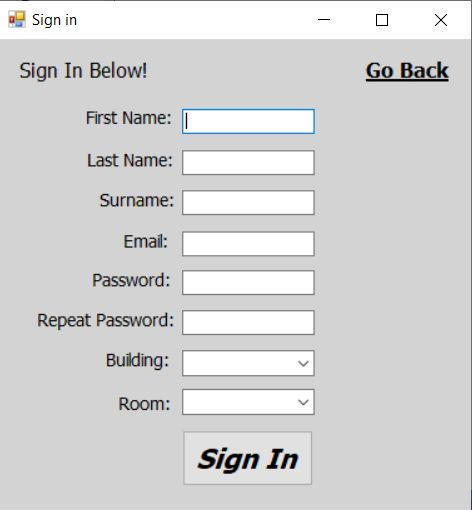 Sign in
Sign In Below!
Go Back
First Name:
Last Name:
Surname:
Email:
Password:
Repeat Password:
Building:
Room:
Sign In